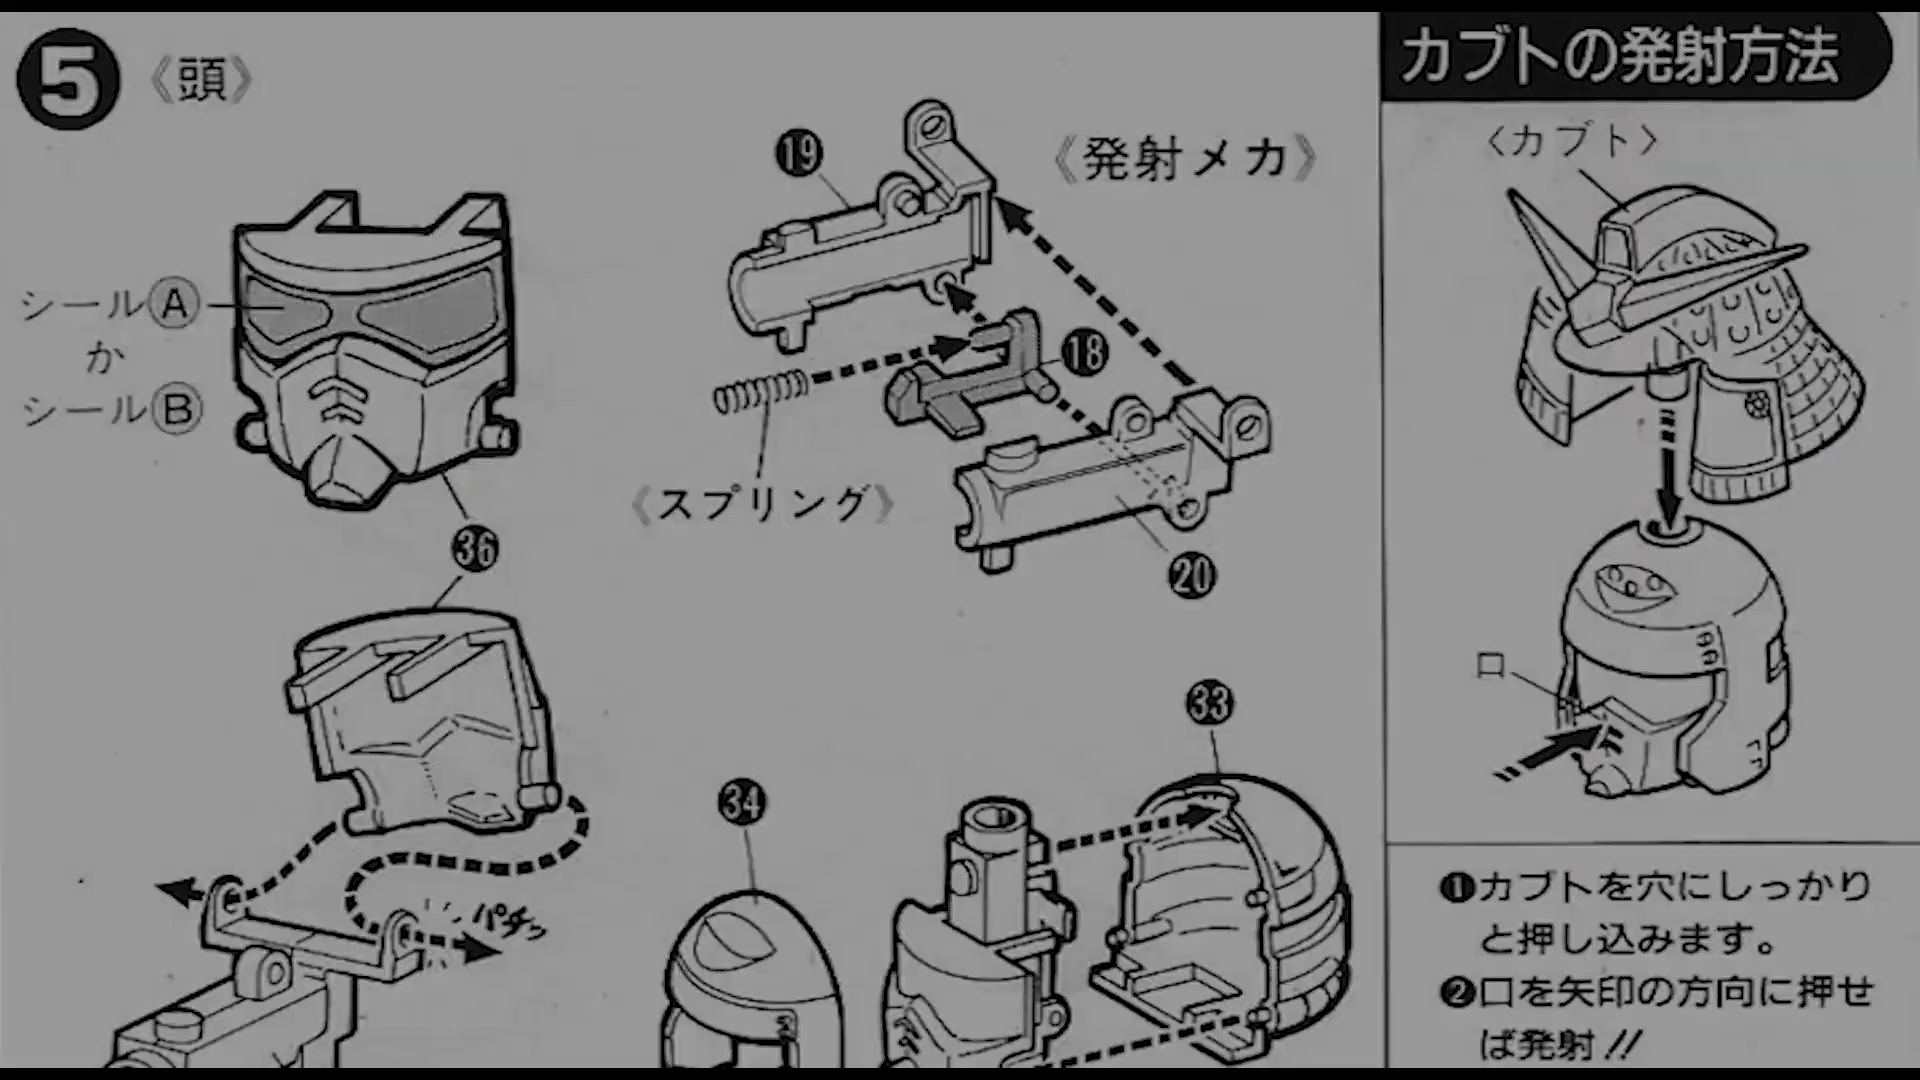 5 《頭》
シールⒶ
か
シールⒷ
36
19
《発射メカ》
18
《スプリング》
20
パチッ
34
33
カブトの発射方法
〈カブト〉
口
❶カブトを穴にしっかり
と押し込みます。
❷口を矢印の方向に押せ
ば発射!!